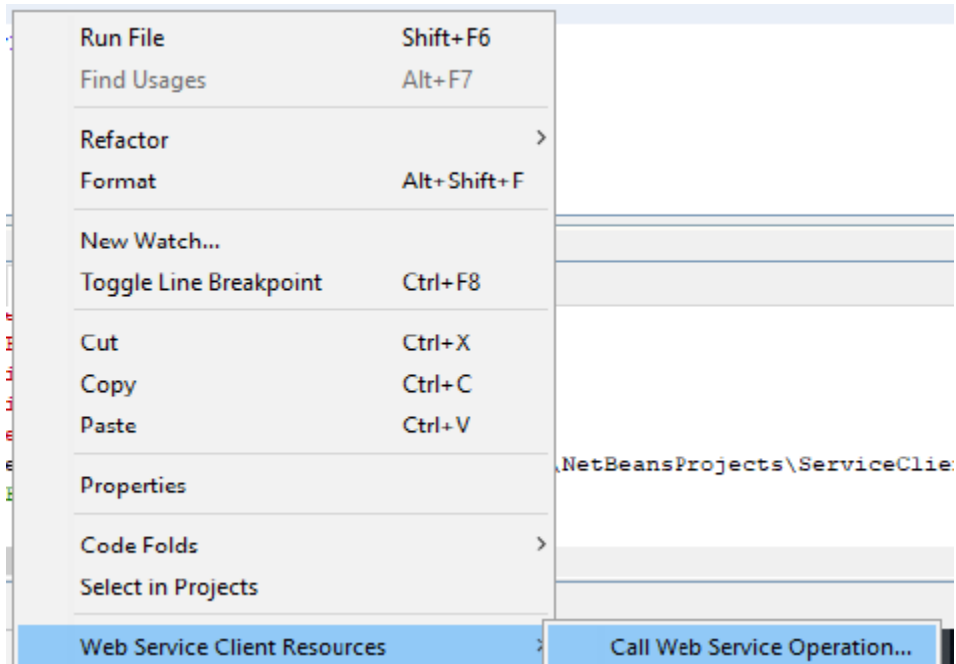 Run File Shift+F6
Find Usages Alt+F7
Refactor
Format Alt+Shift+F
New Watch...
Toggle Line Breakpoint Ctrl+F8
Cut Ctrl+X
Copy Ctrl+C
Paste Ctrl+V
\NetBeansProjects\ServiceClie
Properties
Code Folds
Select in Projects
Web Service Client Resources
Call Web Service Operation...